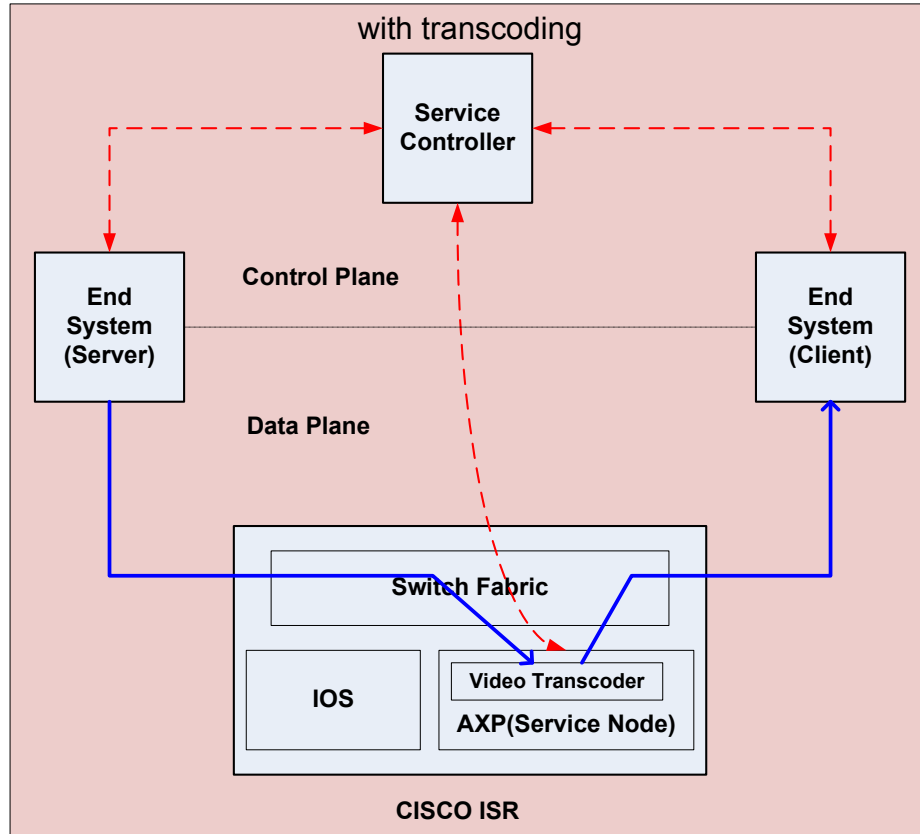 with transcoding
Service
Controller
Control Plane
End
System
(Server)
End
System
(Client)
Data Plane
Switch Fabric
IOS
Video Transcoder
AXP(Service Node)
CISCO ISR